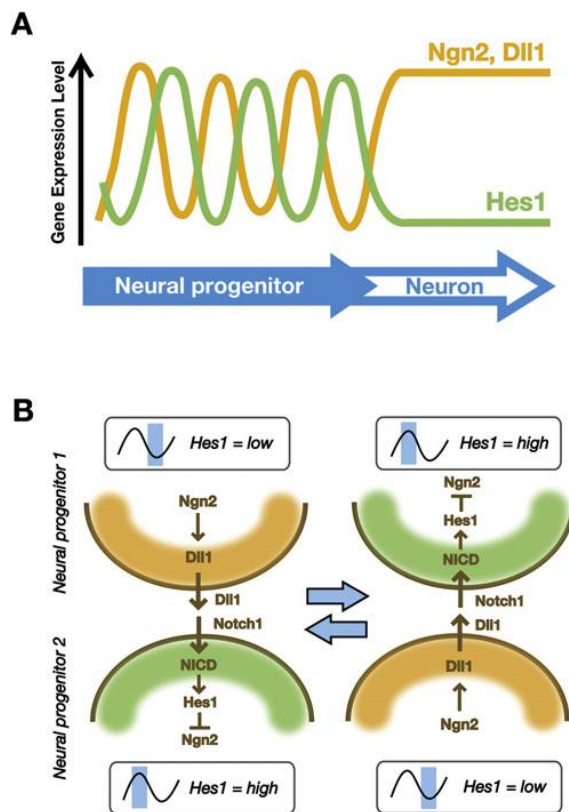 A
Ngn2, Dll1
Gene Expression Level
Hes1
Neural progenitor
Neuron
B
Neural progenitor 1
Hes1 = low
Ngn2
Dll1
Dll1
Notch1
NICD
Hes1
Ngn2
Neural progenitor 2
Hes1 = high
Hes1 = high
Ngn2
Hes1
NICD
Notch1
Dll1
Dll1
Ngn2
Hes1 = low